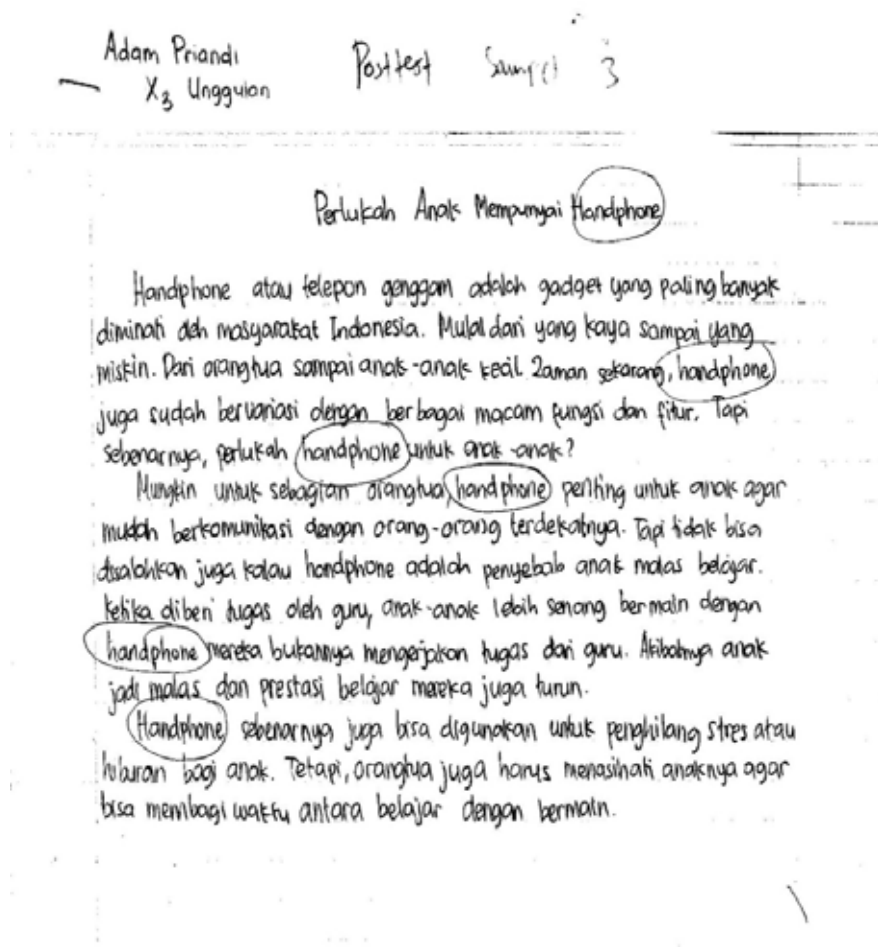 Adam Priandi
X3 Unggulan
Posttest Sampel 3
Perlukah Anak Mempunyai Handphone
Handphone atau telepon genggam adalah gadget yang paling banyak
diminati oleh masyarakat Indonesia. Mulai dari yang kaya sampai yang
miskin. Dari orangtua sampai anak-anak kecil. Zaman sekarang, handphone
juga sudah bervariasi dengan berbagai macam fungsi dan fitur. Tapi
sebenarnya, perlukah handphone untuk anak-anak?
Mungkin untuk sebagian orangtua, handphone penting untuk anak agar
mudah berkomunikasi dengan orang-orang terdekatnya. Tapi tidak bisa
disalahkan juga kalau handphone adalah penyebab anak malas belajar.
Ketika diberi tugas oleh guru, anak-anak lebih senang bermain dengan
handphone mereka bukannya mengerjakan tugas dari guru. Akibatnya anak
jadi malas dan prestasi belajar mereka juga turun.
Handphone sebenarnya juga bisa digunakan untuk penghilang stres atau
hiburan bagi anak. Tetapi, orangtua juga harus menasihati anaknya agar
bisa membagi waktu antara belajar dengan bermain.